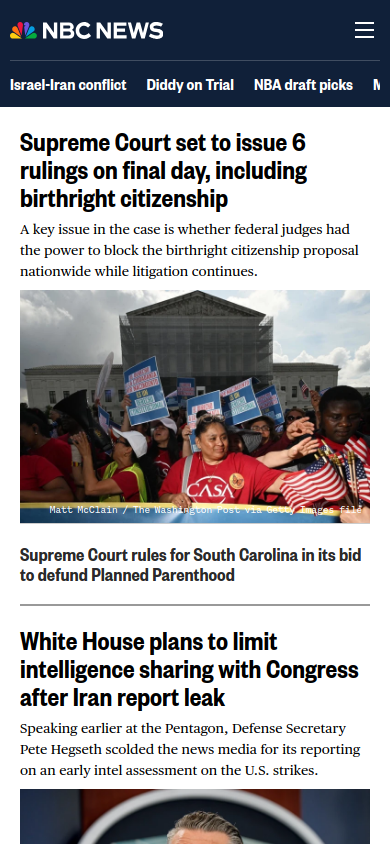 NBC NEWS
Israel-Iran conflict Diddy on Trial NBA draft picks
Supreme Court set to issue 6
rulings on final day, including
birthright citizenship
A key issue in the case is whether federal judges had
the power to block the birthright citizenship proposal
nationwide while litigation continues.
CASA
Matt McClain / The Washington Post via Getty Images file
Supreme Court rules for South Carolina in its bid
to defund Planned Parenthood
White House plans to limit
intelligence sharing with Congress
after Iran report leak
Speaking earlier at the Pentagon, Defense Secretary
Pete Hegseth scolded the news media for its reporting
on an early intel assessment on the U.S. strikes.